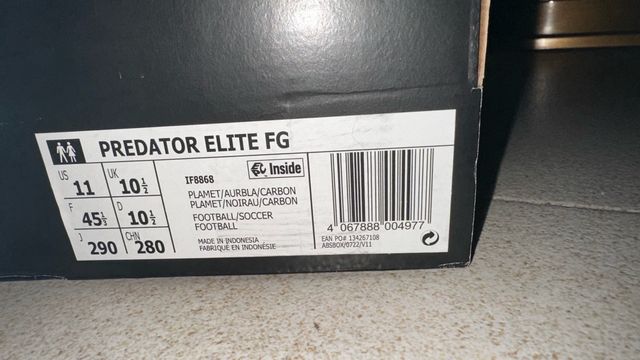 PREDATOR ELITE FG
US 11 UK 10½
F 45⅓ D 10½
J 290 CHN 280
Inside
IF8868
PLAMET/AURBLA/CARBON
PLAMET/NOIRAU/CARBON
FOOTBALL/SOCCER
FOOTBALL
MADE IN INDONESIA
FABRIQUÉ EN INDONÉSIE
4 067888 004977
EAN PO# 134267108
ABSBOX/0722/V11